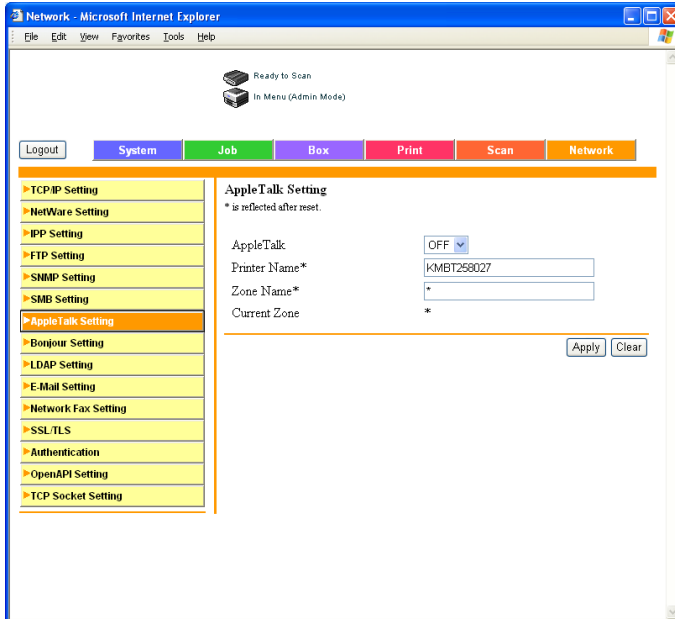 Network - Microsoft Internet Explorer
File Edit View Favorites Tools Help
Ready to Scan
In Menu (Admin Mode)
Logout System Job Box Print Scan Network
TCP/IP Setting
NetWare Setting
IPP Setting
FTP Setting
SNMP Setting
SMB Setting
AppleTalk Setting
Bonjour Setting
LDAP Setting
E-Mail Setting
Network Fax Setting
SSL/TLS
Authentication
OpenAPI Setting
TCP Socket Setting
AppleTalk Setting
* is reflected after reset.
AppleTalk OFF
Printer Name* KMBT258027
Zone Name* *
Current Zone *
Apply Clear